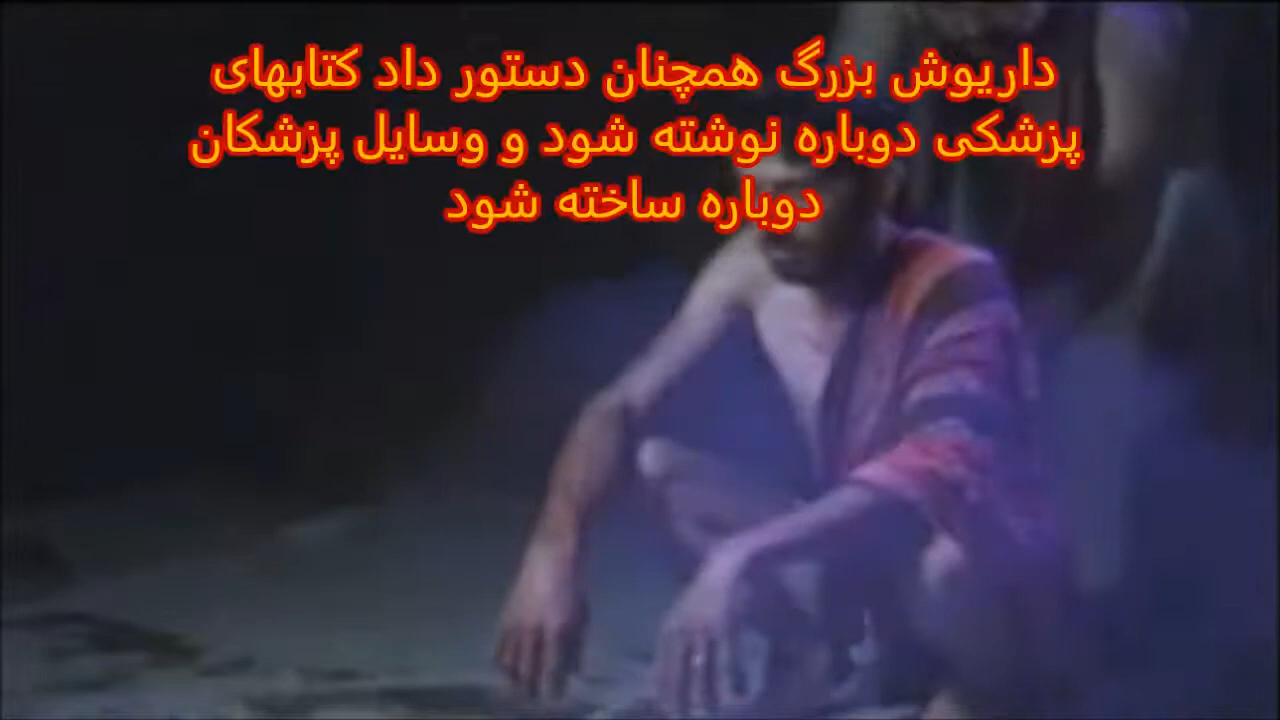 داریوش بزرگ همچنان دستور داد کتابهای
پزشکی دوباره نوشته شود و وسایل پزشکان
دوباره ساخته شود